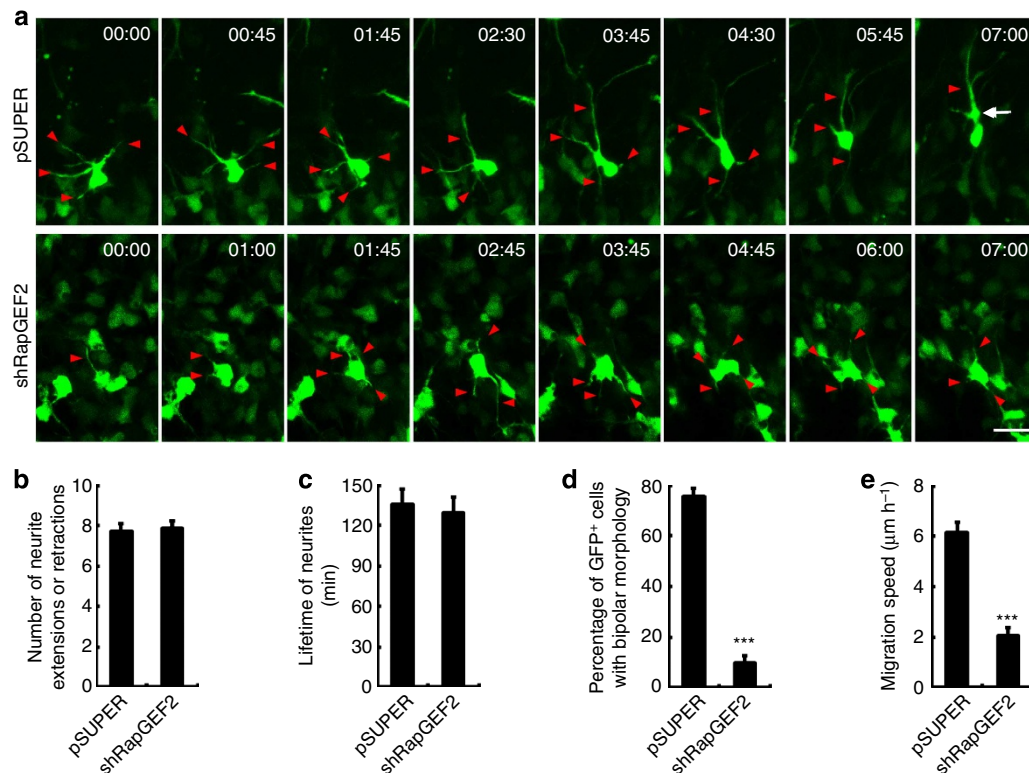 a
pSUPER
00:00 00:45 01:45 02:30 03:45 04:30 05:45 07:00
shRapGEF2
00:00 01:00 01:45 02:45 03:45 04:45 06:00 07:00
b
Number of neurite
extensions or retractions
10
8
6
4
2
0
pSUPER
shRapGEF2
c
Lifetime of neurites
(min)
150
120
90
60
30
0
pSUPER
shRapGEF2
d
Percentage of GFP⁺ cells
with bipolar morphology
80
60
40
20
0
***
pSUPER
shRapGEF2
e
Migration speed (μm h⁻¹)
8
6
4
2
0
***
pSUPER
shRapGEF2